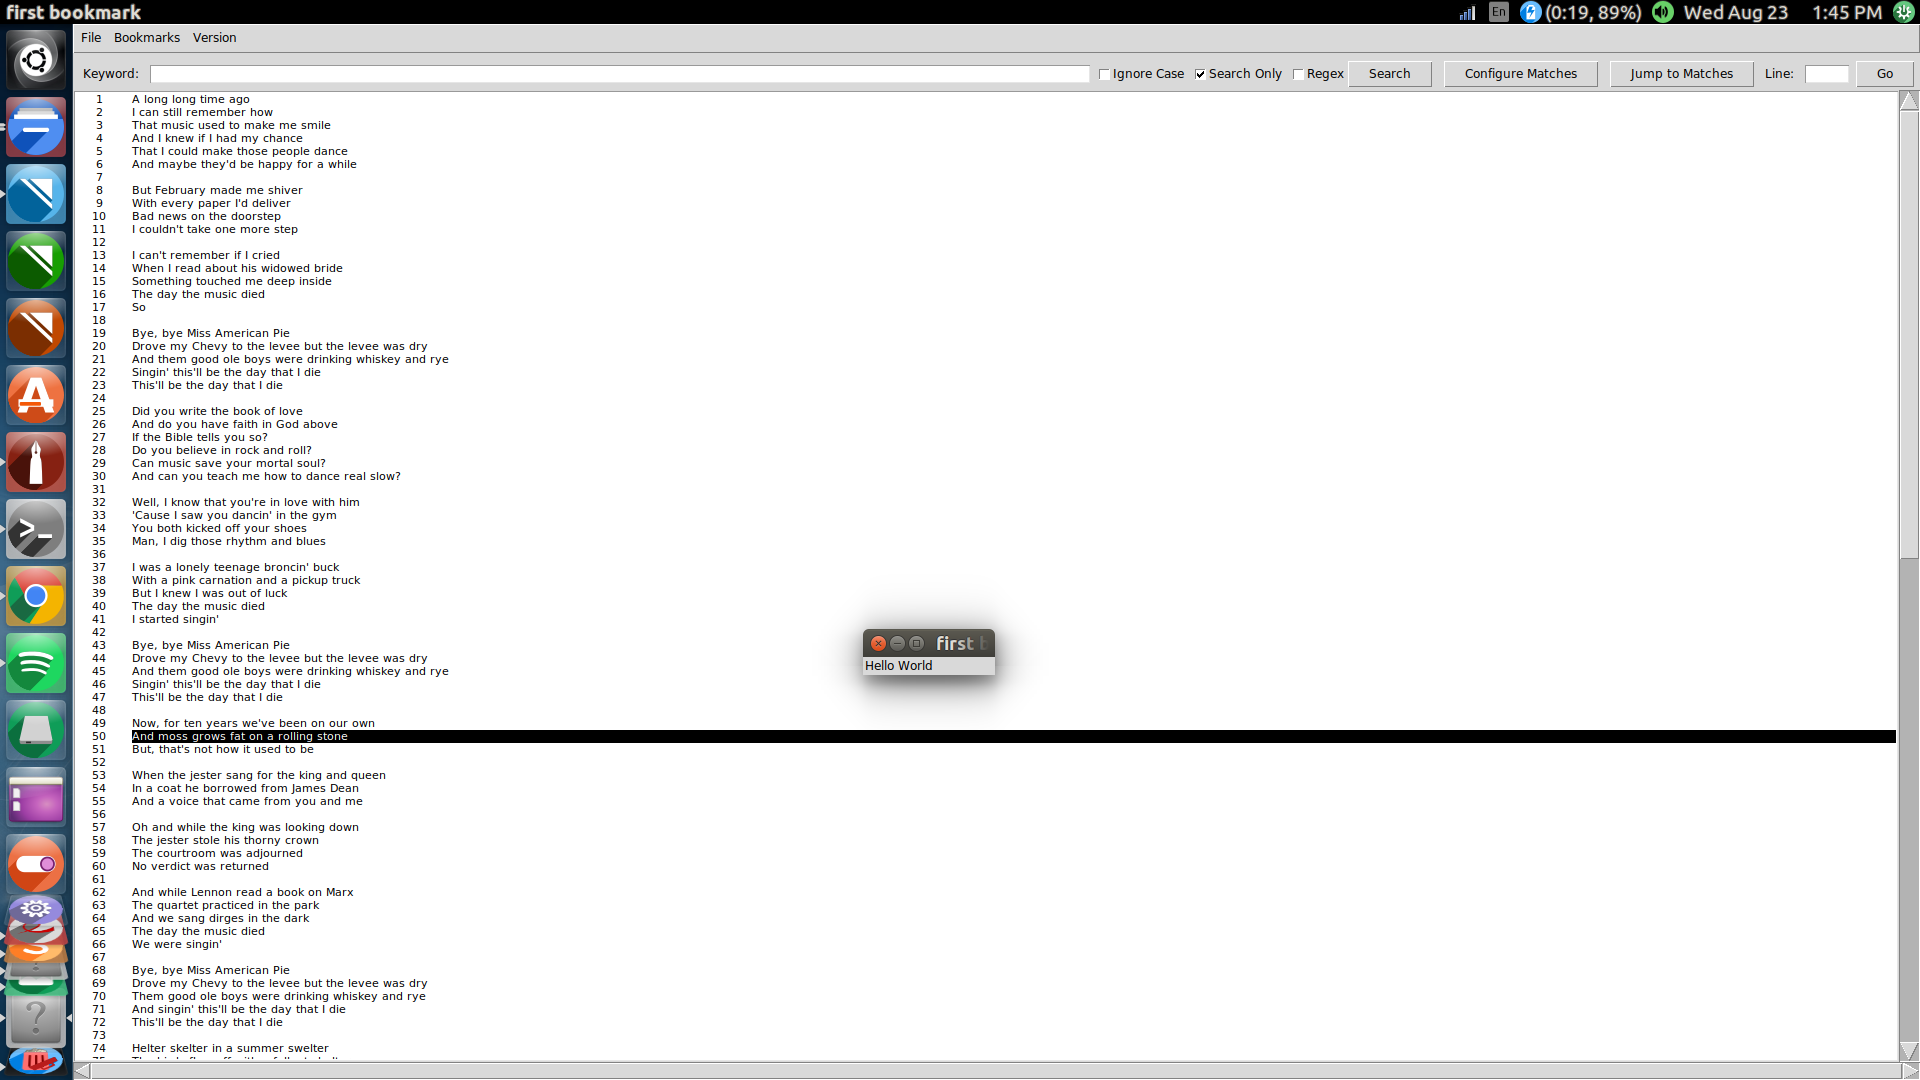 first bookmark
En (0:19, 89%) Wed Aug 23 1:45 PM
File Bookmarks Version
Keyword: Ignore Case Search Only Regex Search Configure Matches Jump to Matches Line: Go
1 A long long time ago
2 I can still remember how
3 That music used to make me smile
4 And I knew if I had my chance
5 That I could make those people dance
6 And maybe they'd be happy for a while
7
8 But February made me shiver
9 With every paper I'd deliver
10 Bad news on the doorstep
11 I couldn't take one more step
12
13 I can't remember if I cried
14 When I read about his widowed bride
15 Something touched me deep inside
16 The day the music died
17 So
18
19 Bye, bye Miss American Pie
20 Drove my Chevy to the levee but the levee was dry
21 And them good ole boys were drinking whiskey and rye
22 Singin' this'll be the day that I die
23 This'll be the day that I die
24
25 Did you write the book of love
26 And do you have faith in God above
27 If the Bible tells you so?
28 Do you believe in rock and roll?
29 Can music save your mortal soul?
30 And can you teach me how to dance real slow?
31
32 Well, I know that you're in love with him
33 'Cause I saw you dancin' in the gym
34 You both kicked off your shoes
35 Man, I dig those rhythm and blues
36
37 I was a lonely teenage broncin' buck
38 With a pink carnation and a pickup truck
39 But I knew I was out of luck
40 The day the music died
41 I started singin'
42
43 Bye, bye Miss American Pie
44 Drove my Chevy to the levee but the levee was dry
45 And them good ole boys were drinking whiskey and rye
46 Singin' this'll be the day that I die
47 This'll be the day that I die
48
49 Now, for ten years we've been on our own
50 And moss grows fat on a rolling stone
51 But, that's not how it used to be
52
53 When the jester sang for the king and queen
54 In a coat he borrowed from James Dean
55 And a voice that came from you and me
56
57 Oh and while the king was looking down
58 The jester stole his thorny crown
59 The courtroom was adjourned
60 No verdict was returned
61
62 And while Lennon read a book on Marx
63 The quartet practiced in the park
64 And we sang dirges in the dark
65 The day the music died
66 We were singin'
67
68 Bye, bye Miss American Pie
69 Drove my Chevy to the levee but the levee was dry
70 Them good ole boys were drinking whiskey and rye
71 And singin' this'll be the day that I die
72 This'll be the day that I die
73
74 Helter skelter in a summer swelter
first b
Hello World